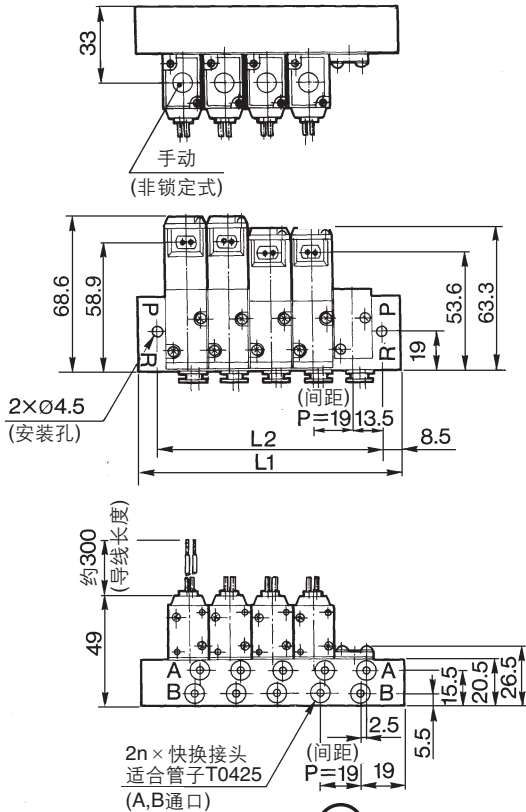 33
手动
(非锁定式)
68.6
58.9
P
R
P
R
19
53.6
63.3
2×Ø4.5
(安装孔)
(间距)
P=19
13.5
L2
8.5
L1
约300
(导线长度)
49
A
B
A
B
15.5
20.5
26.5
5.5
2.5
2n×快换接头
适合管子T0425
(A,B通口)
(间距)
P=19
19